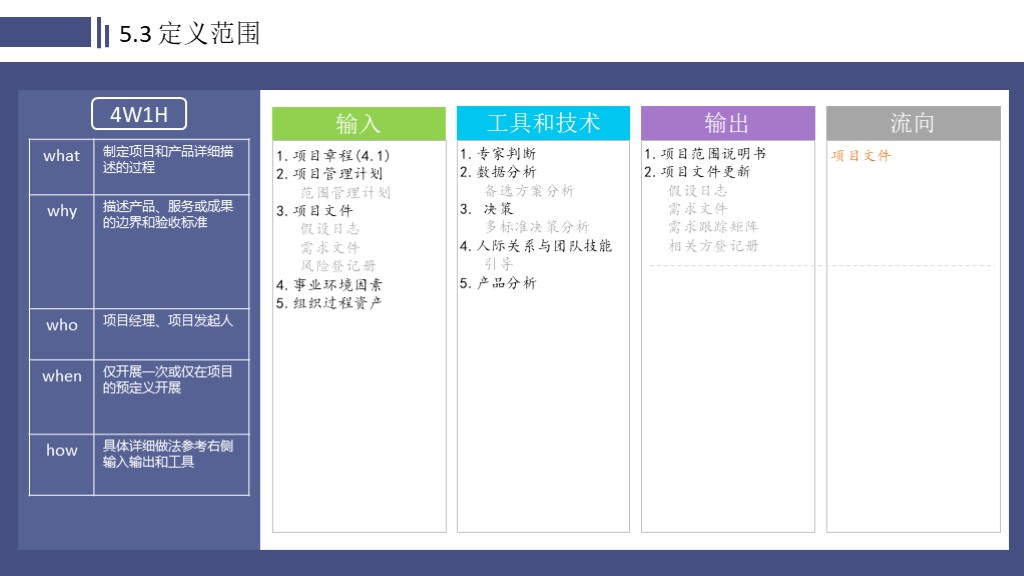 5.3 定义范围
4W1H
what
制定项目和产品详细描
述的过程
why
描述产品、服务或成果
的边界和验收标准
who
项目经理、项目发起人
when
仅开展一次或仅在项目
的预定义开展
how
具体详细做法参考右侧
输入输出和工具
输入
1. 项目章程(4.1)
2. 项目管理计划
范围管理计划
3. 项目文件
假设日志
需求文件
风险登记册
4. 事业环境因素
5. 组织过程资产
工具和技术
1. 专家判断
2. 数据分析
备选方案分析
3. 决策
多标准决策分析
4. 人际关系与团队技能
引导
5. 产品分析
输出
1. 项目范围说明书
2. 项目文件更新
假设日志
需求文件
需求跟踪矩阵
相关方登记册
流向
项目文件